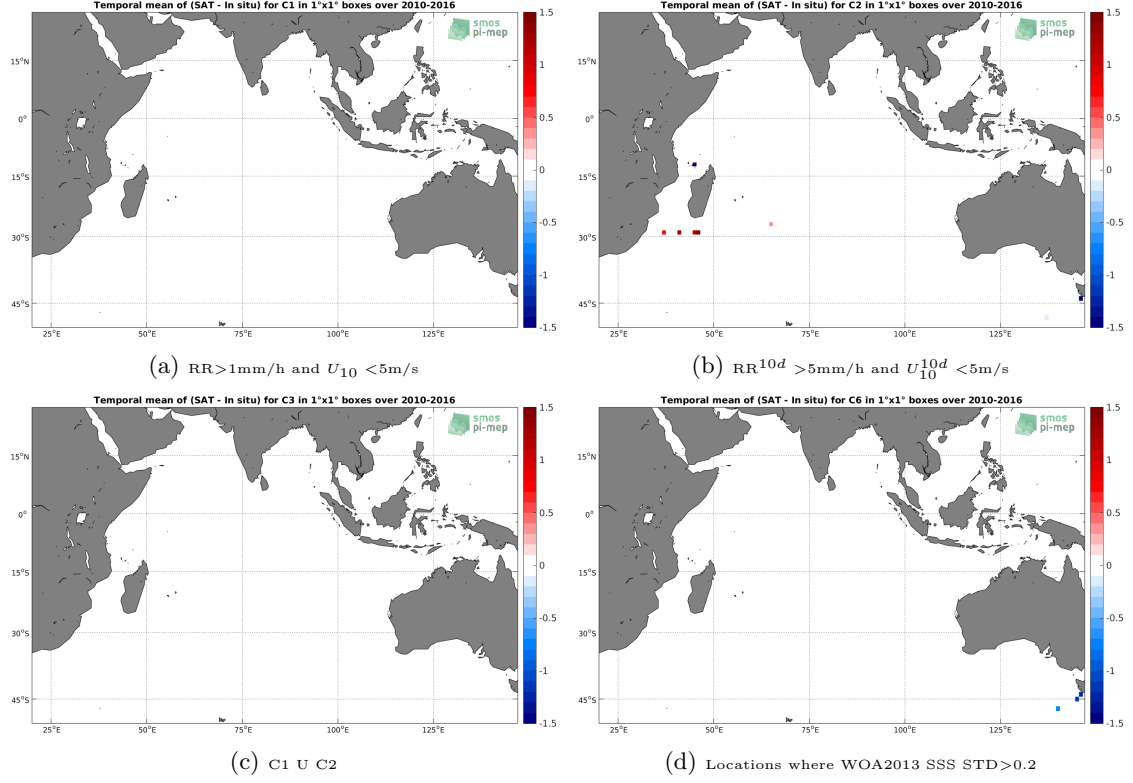 Temporal mean of (SAT - In situ) for C1 in 1°x1° boxes over 2010-2016
smos
pi-mep
15°N
0°
15°S
30°S
45°S
25°E 50°E 75°E 100°E 125°E
1.5
1
0.5
0
-0.5
-1
-1.5
(a) RR>1mm/h and U10 <5m/s
Temporal mean of (SAT - In situ) for C2 in 1°x1° boxes over 2010-2016
smos
pi-mep
15°N
0°
15°S
30°S
45°S
25°E 50°E 75°E 100°E 125°E
1.5
1
0.5
0
-0.5
-1
-1.5
(b) RR10d >5mm/h and U10d10 <5m/s
Temporal mean of (SAT - In situ) for C3 in 1°x1° boxes over 2010-2016
smos
pi-mep
15°N
0°
15°S
30°S
45°S
25°E 50°E 75°E 100°E 125°E
1.5
1
0.5
0
-0.5
-1
-1.5
(c) C1 U C2
Temporal mean of (SAT - In situ) for C6 in 1°x1° boxes over 2010-2016
smos
pi-mep
15°N
0°
15°S
30°S
45°S
25°E 50°E 75°E 100°E 125°E
1.5
1
0.5
0
-0.5
-1
-1.5
(d) Locations where WOA2013 SSS STD>0.2